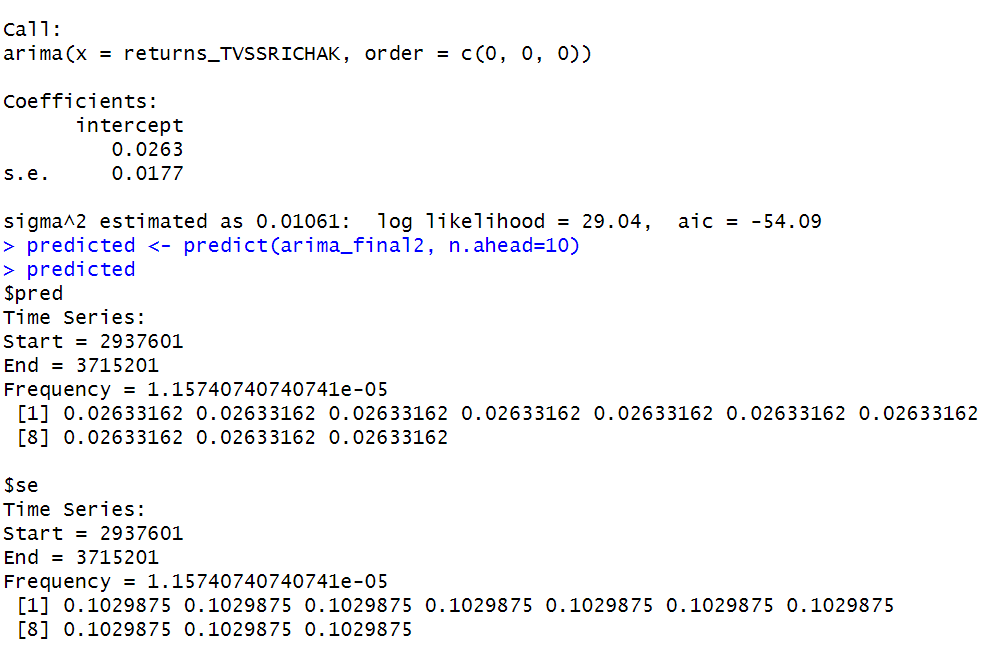 Call:
arima(x = returns_TVSSRICHAK, order = c(0, 0, 0))
Coefficients:
      intercept
         0.0263
s.e.     0.0177
sigma^2 estimated as 0.01061:  log likelihood = 29.04,  aic = -54.09
> predicted <- predict(arima_final2, n.ahead=10)
> predicted
$pred
Time Series:
Start = 2937601
End = 3715201
Frequency = 1.15740740740741e-05
 [1] 0.02633162 0.02633162 0.02633162 0.02633162 0.02633162 0.02633162 0.02633162
 [8] 0.02633162 0.02633162 0.02633162
$se
Time Series:
Start = 2937601
End = 3715201
Frequency = 1.15740740740741e-05
 [1] 0.1029875 0.1029875 0.1029875 0.1029875 0.1029875 0.1029875 0.1029875
 [8] 0.1029875 0.1029875 0.1029875